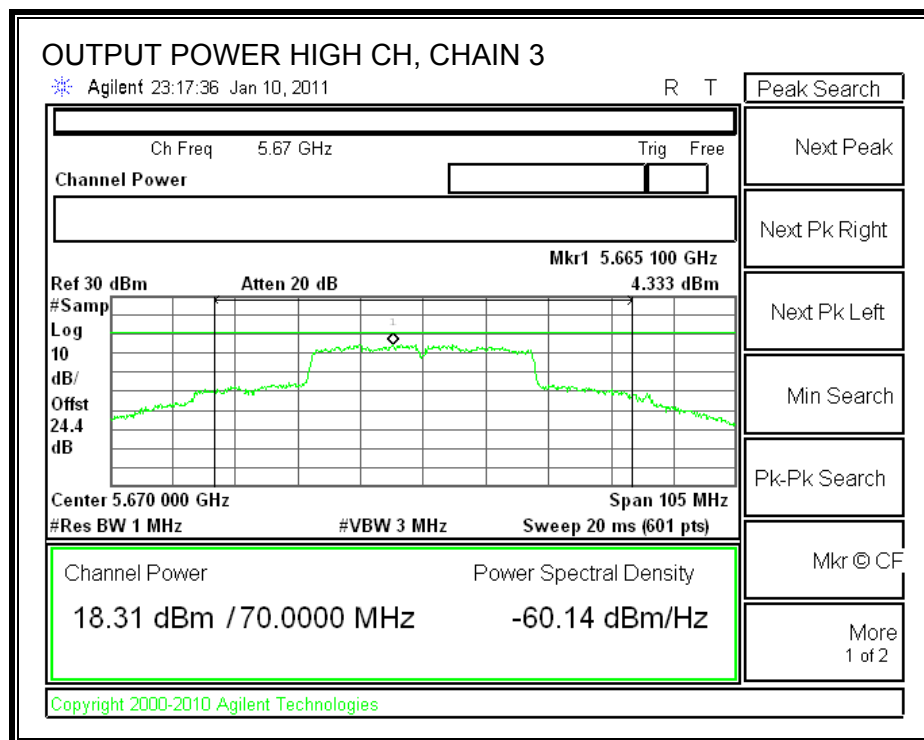 OUTPUT POWER HIGH CH, CHAIN 3
Agilent 23:17:36 Jan 10, 2011 R T
Peak Search
Ch Freq 5.67 GHz Trig Free
Next Peak
Channel Power
Next Pk Right
Mkr1 5.665 100 GHz
Ref 30 dBm Atten 20 dB 4.333 dBm
#Samp
Log
10
dB/
Offst
24.4
dB
1
Next Pk Left
Min Search
Pk-Pk Search
Center 5.670 000 GHz Span 105 MHz
#Res BW 1 MHz #VBW 3 MHz Sweep 20 ms (601 pts)
Mkr © CF
Channel Power Power Spectral Density
18.31 dBm / 70.0000 MHz -60.14 dBm/Hz
More
1 of 2
Copyright 2000-2010 Agilent Technologies